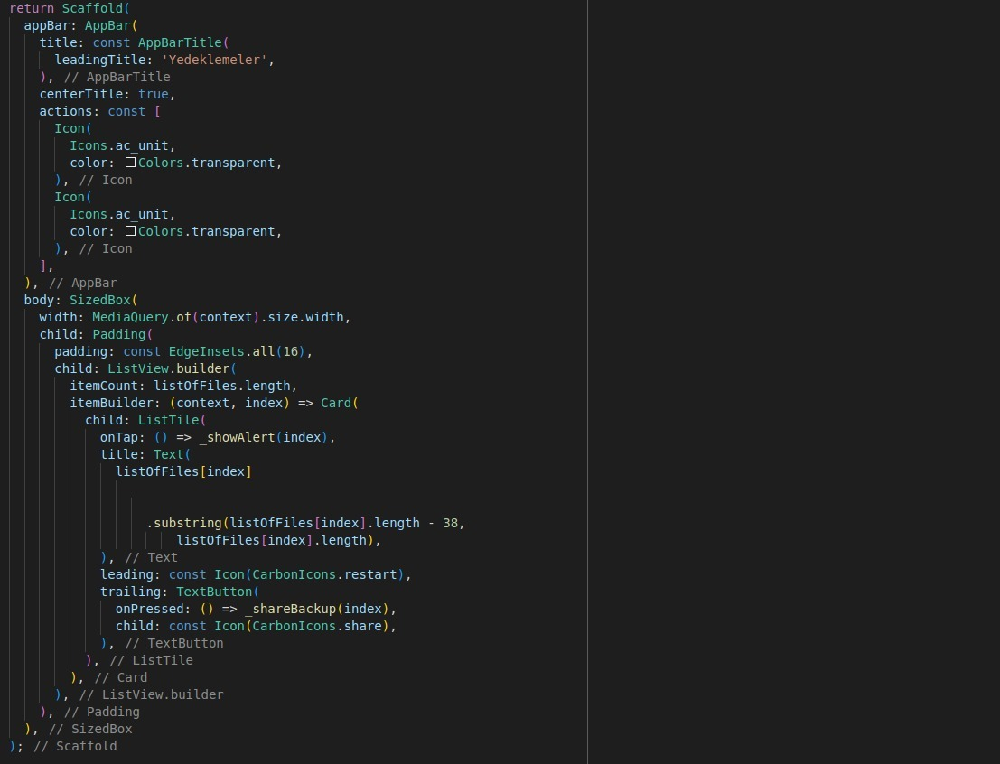 return Scaffold(
appBar: AppBar(
title: const AppBarTitle(
leadingTitle: 'Yedeklemeler',
), // AppBarTitle
centerTitle: true,
actions: const [
Icon(
Icons.ac_unit,
color: Colors.transparent,
), // Icon
Icon(
Icons.ac_unit,
color: Colors.transparent,
), // Icon
],
), // AppBar
body: SizedBox(
width: MediaQuery.of(context).size.width,
child: Padding(
padding: const EdgeInsets.all(16),
child: ListView.builder(
itemCount: listOfFiles.length,
itemBuilder: (context, index) => Card(
child: ListTile(
onTap: () => _showAlert(index),
title: Text(
listOfFiles[index]
.substring(listOfFiles[index].length - 38,
listOfFiles[index].length),
), // Text
leading: const Icon(CarbonIcons.restart),
trailing: TextButton(
onPressed: () => _shareBackup(index),
child: const Icon(CarbonIcons.share),
), // TextButton
), // ListTile
), // Card
), // ListView.builder
), // Padding
), // SizedBox
); // Scaffold